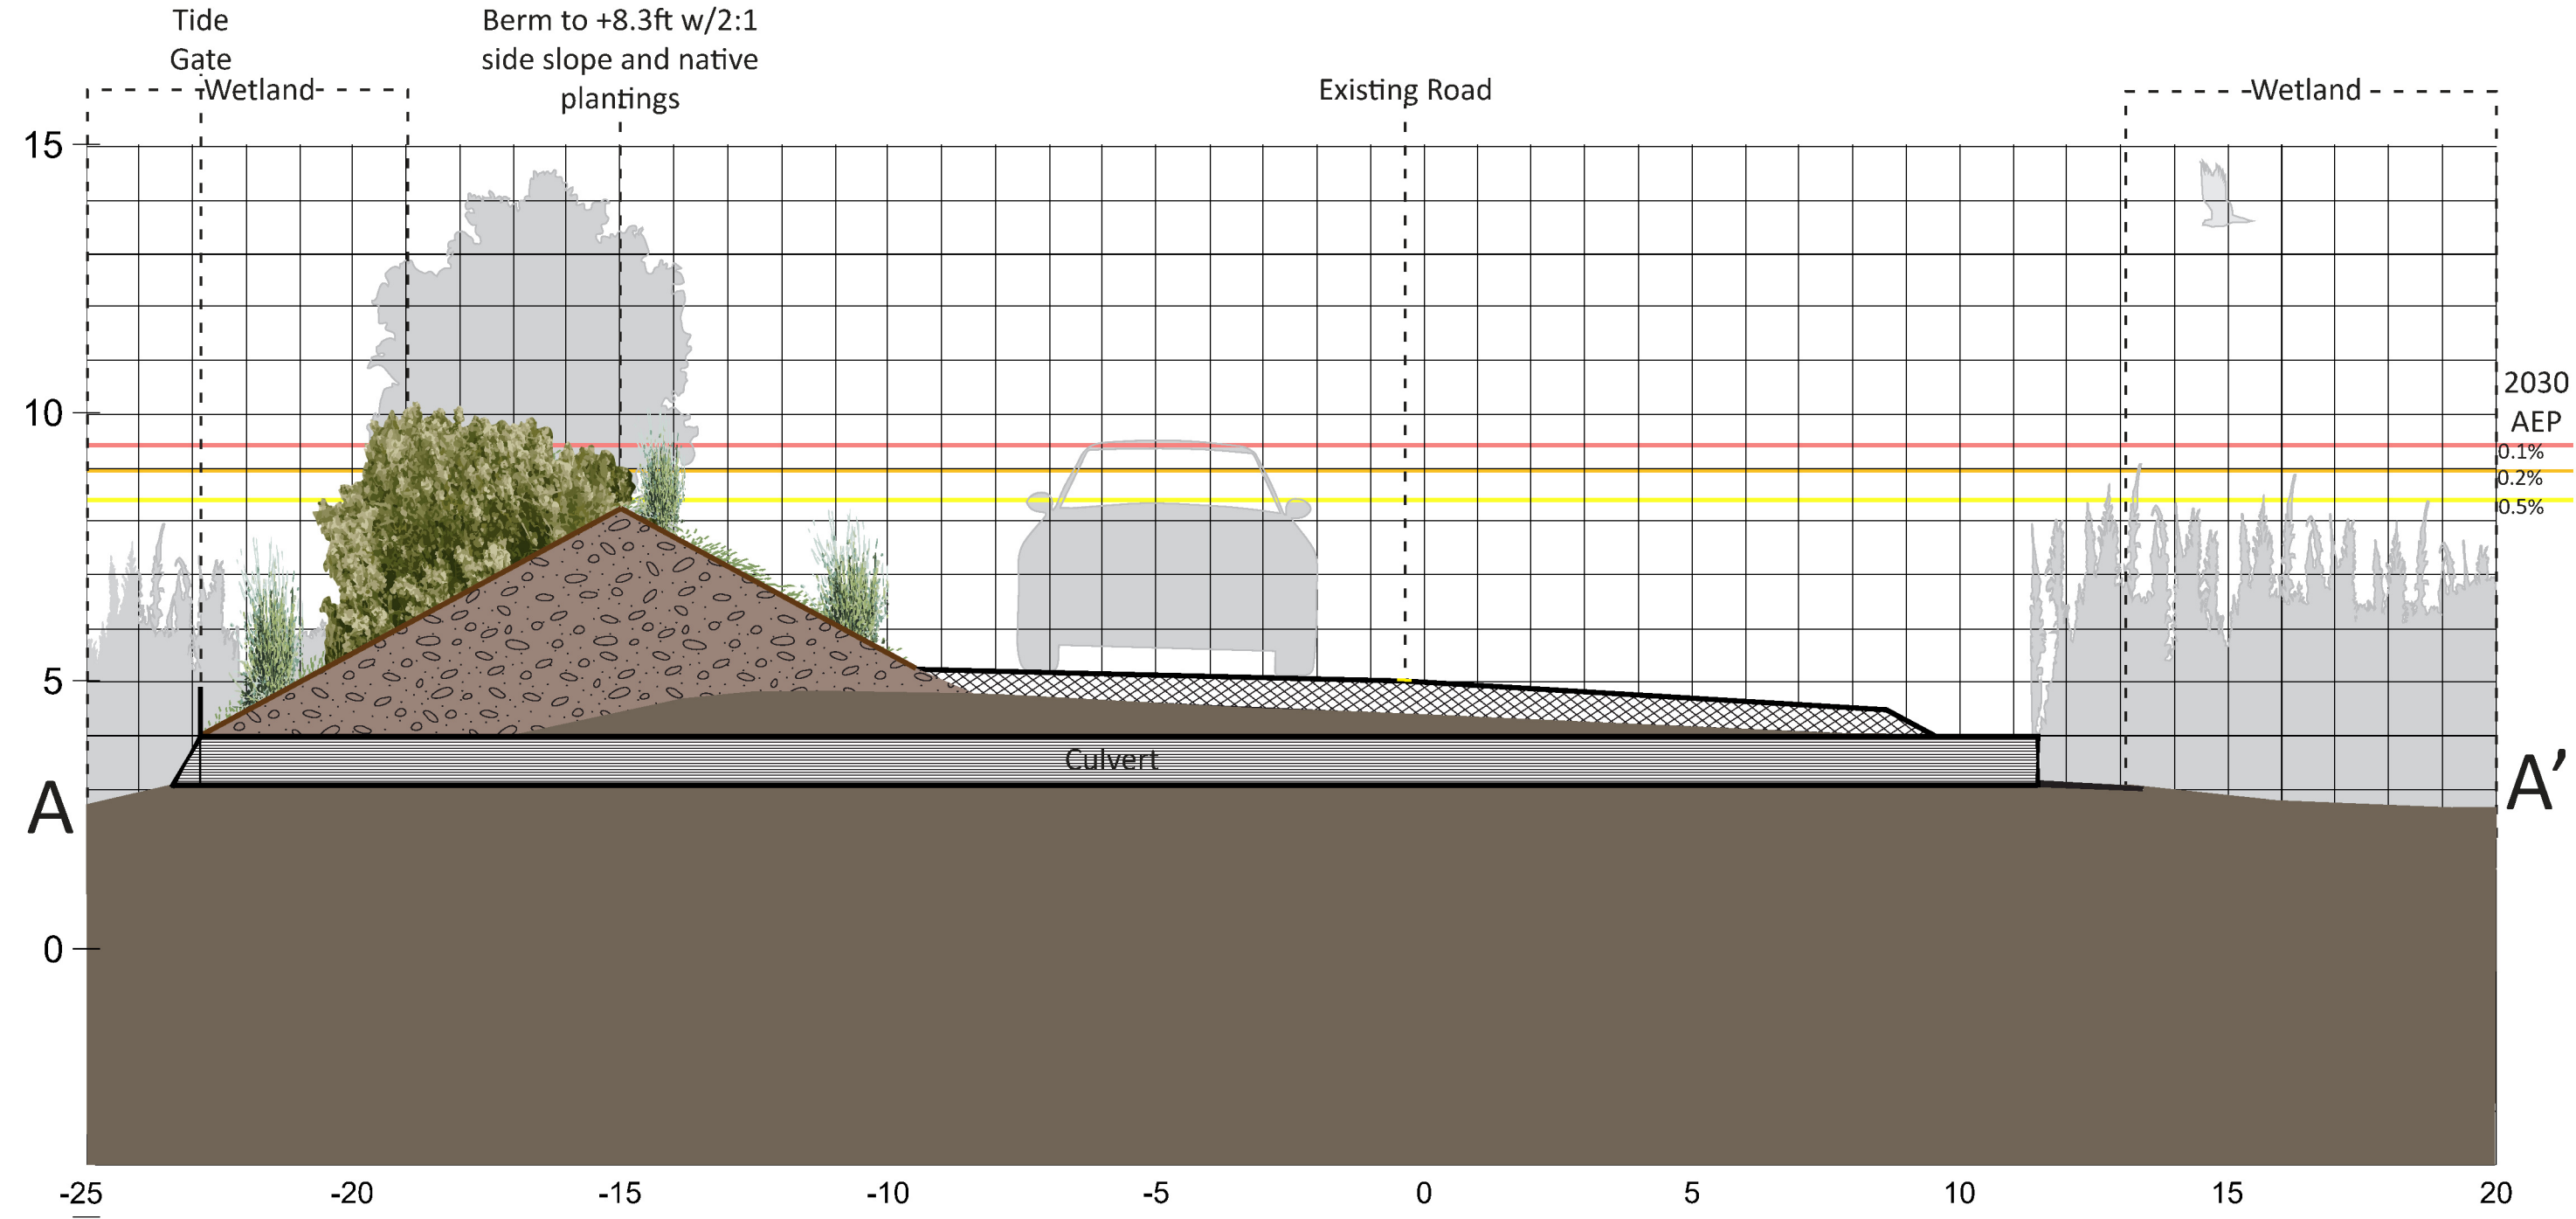 Tide
Gate
Wetland
Berm to +8.3ft w/2:1
side slope and native
plantings
Existing Road
Wetland
15
10
5
0
2030
AEP
0.1%
0.2%
0.5%
Culvert
A
A’
-25 -20 -15 -10 -5 0 5 10 15 20